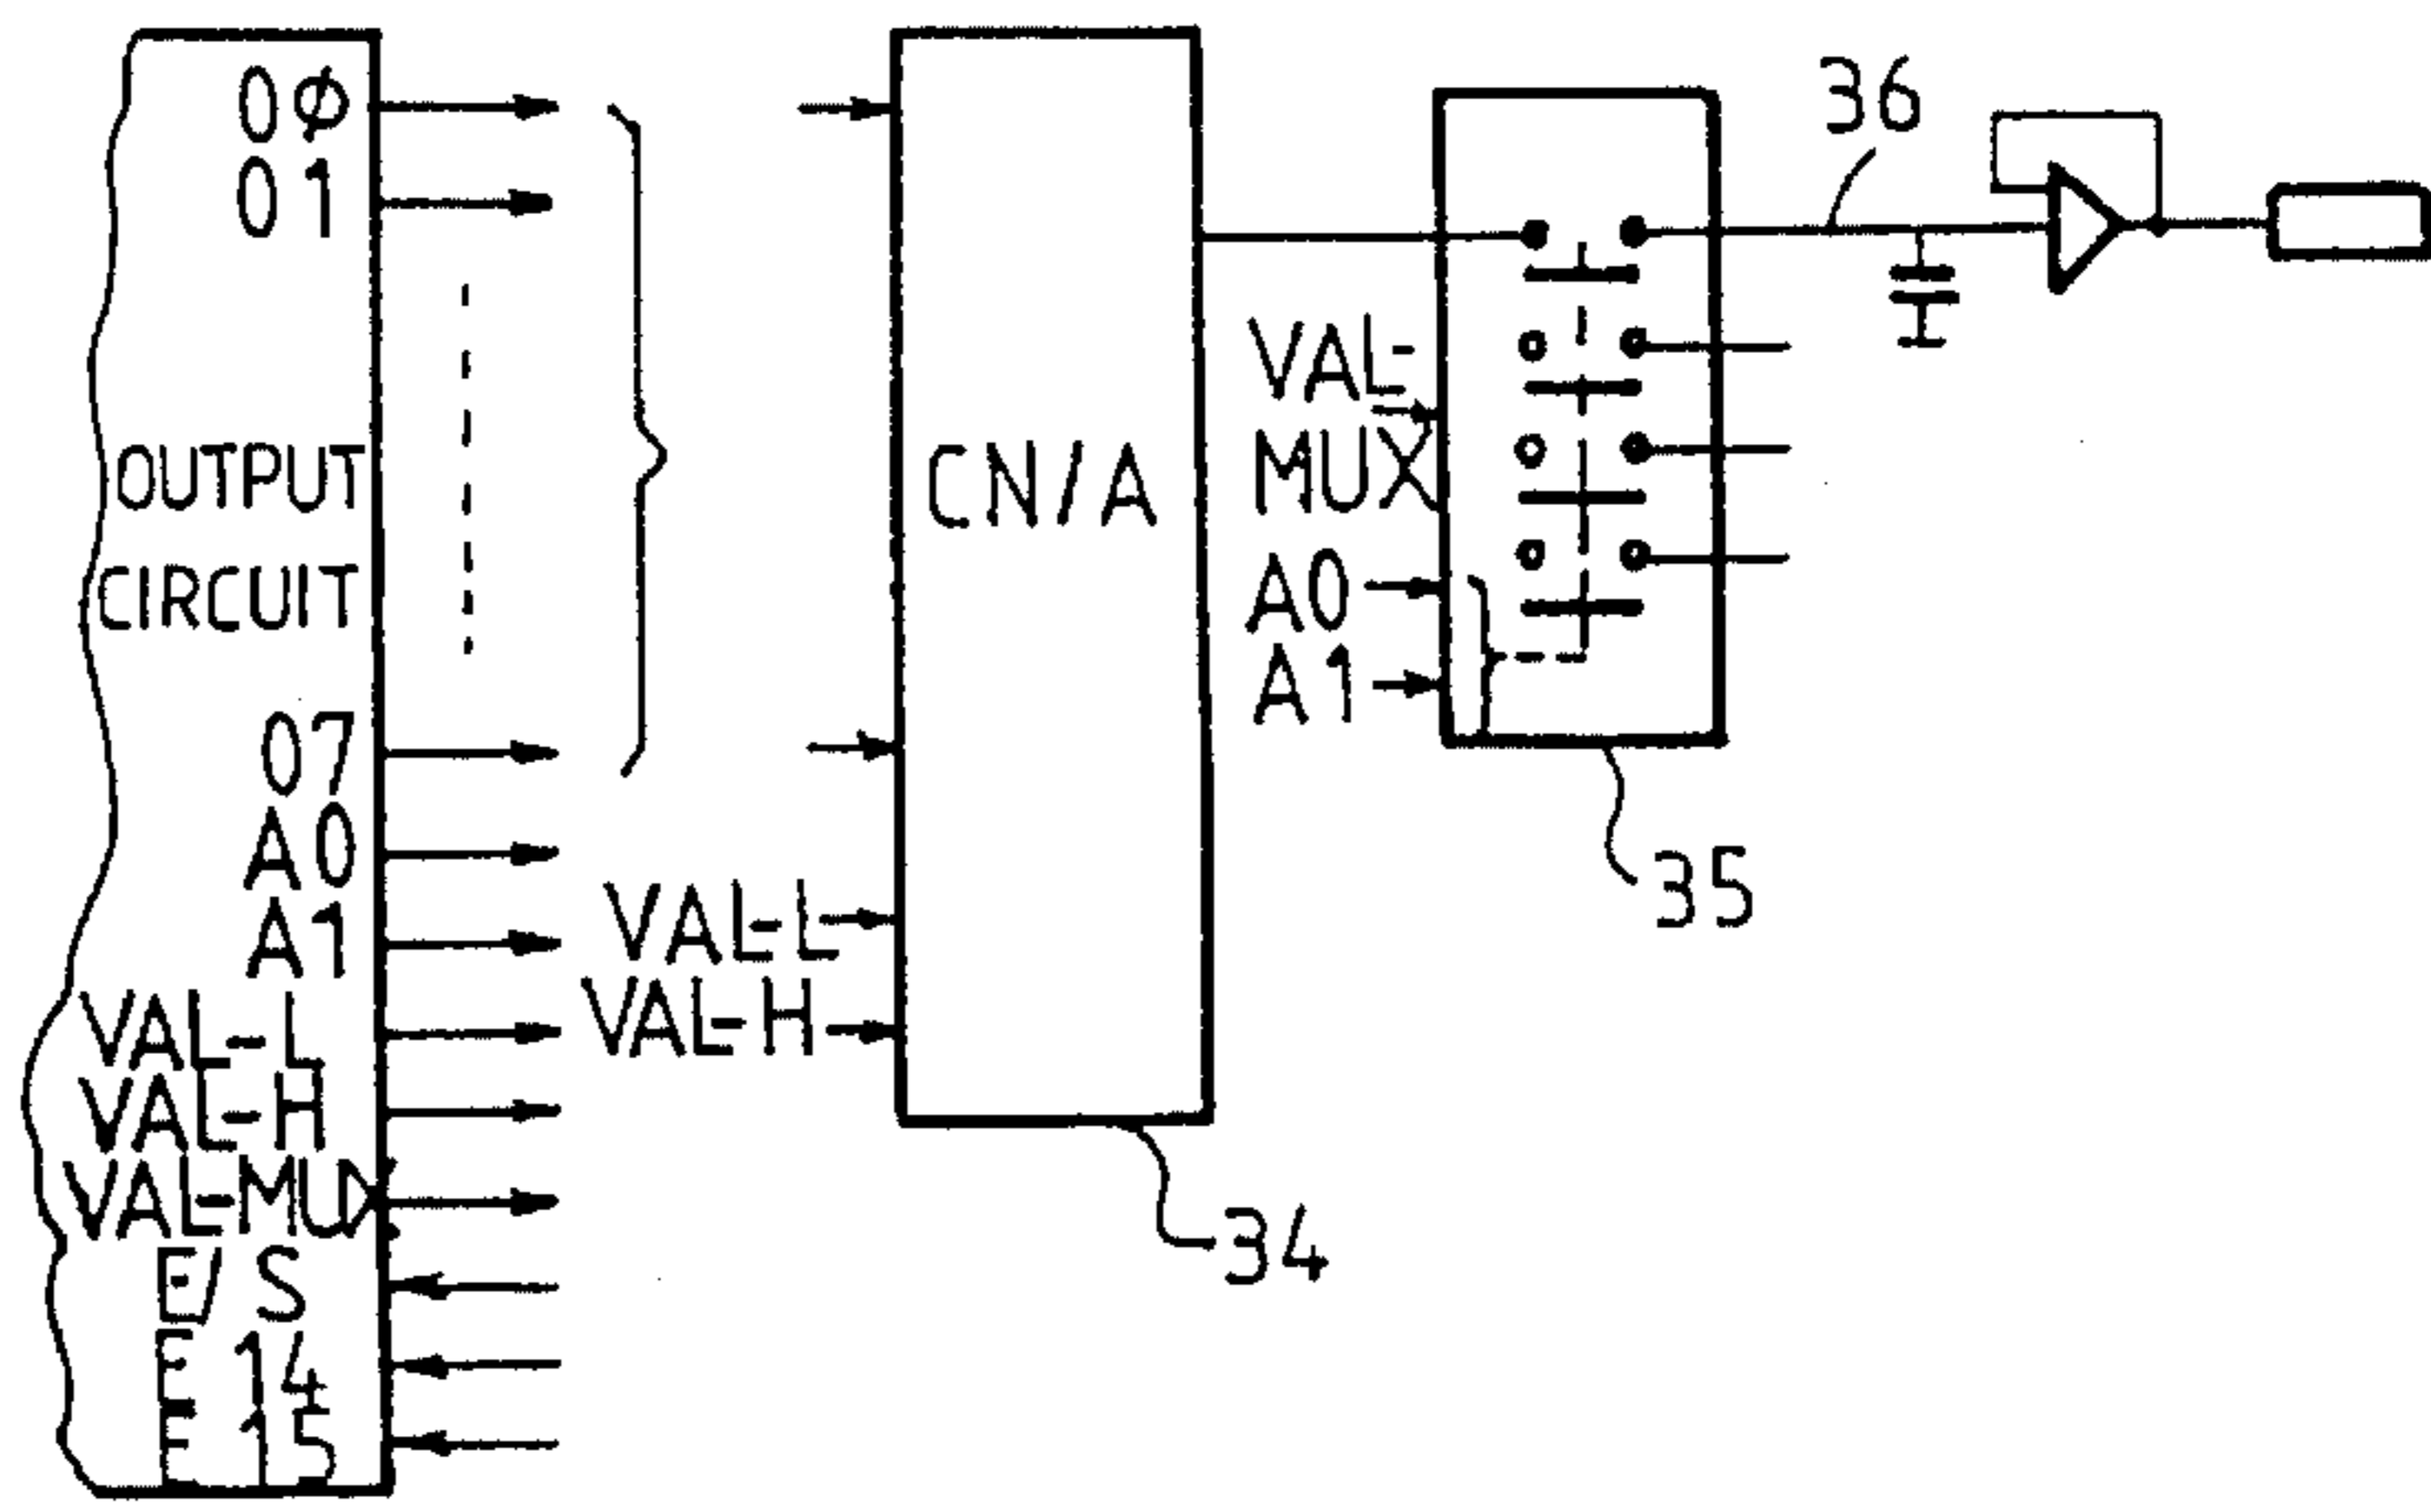 0Ø
01
OUTPUT
CIRCUIT
07
A0
A1
VAL-L
VAL-H
VAL-MUX
E/S
E14
E15
VAL-L
VAL-H
CN/A
34
VAL-
MUX
A0
A1
35
36